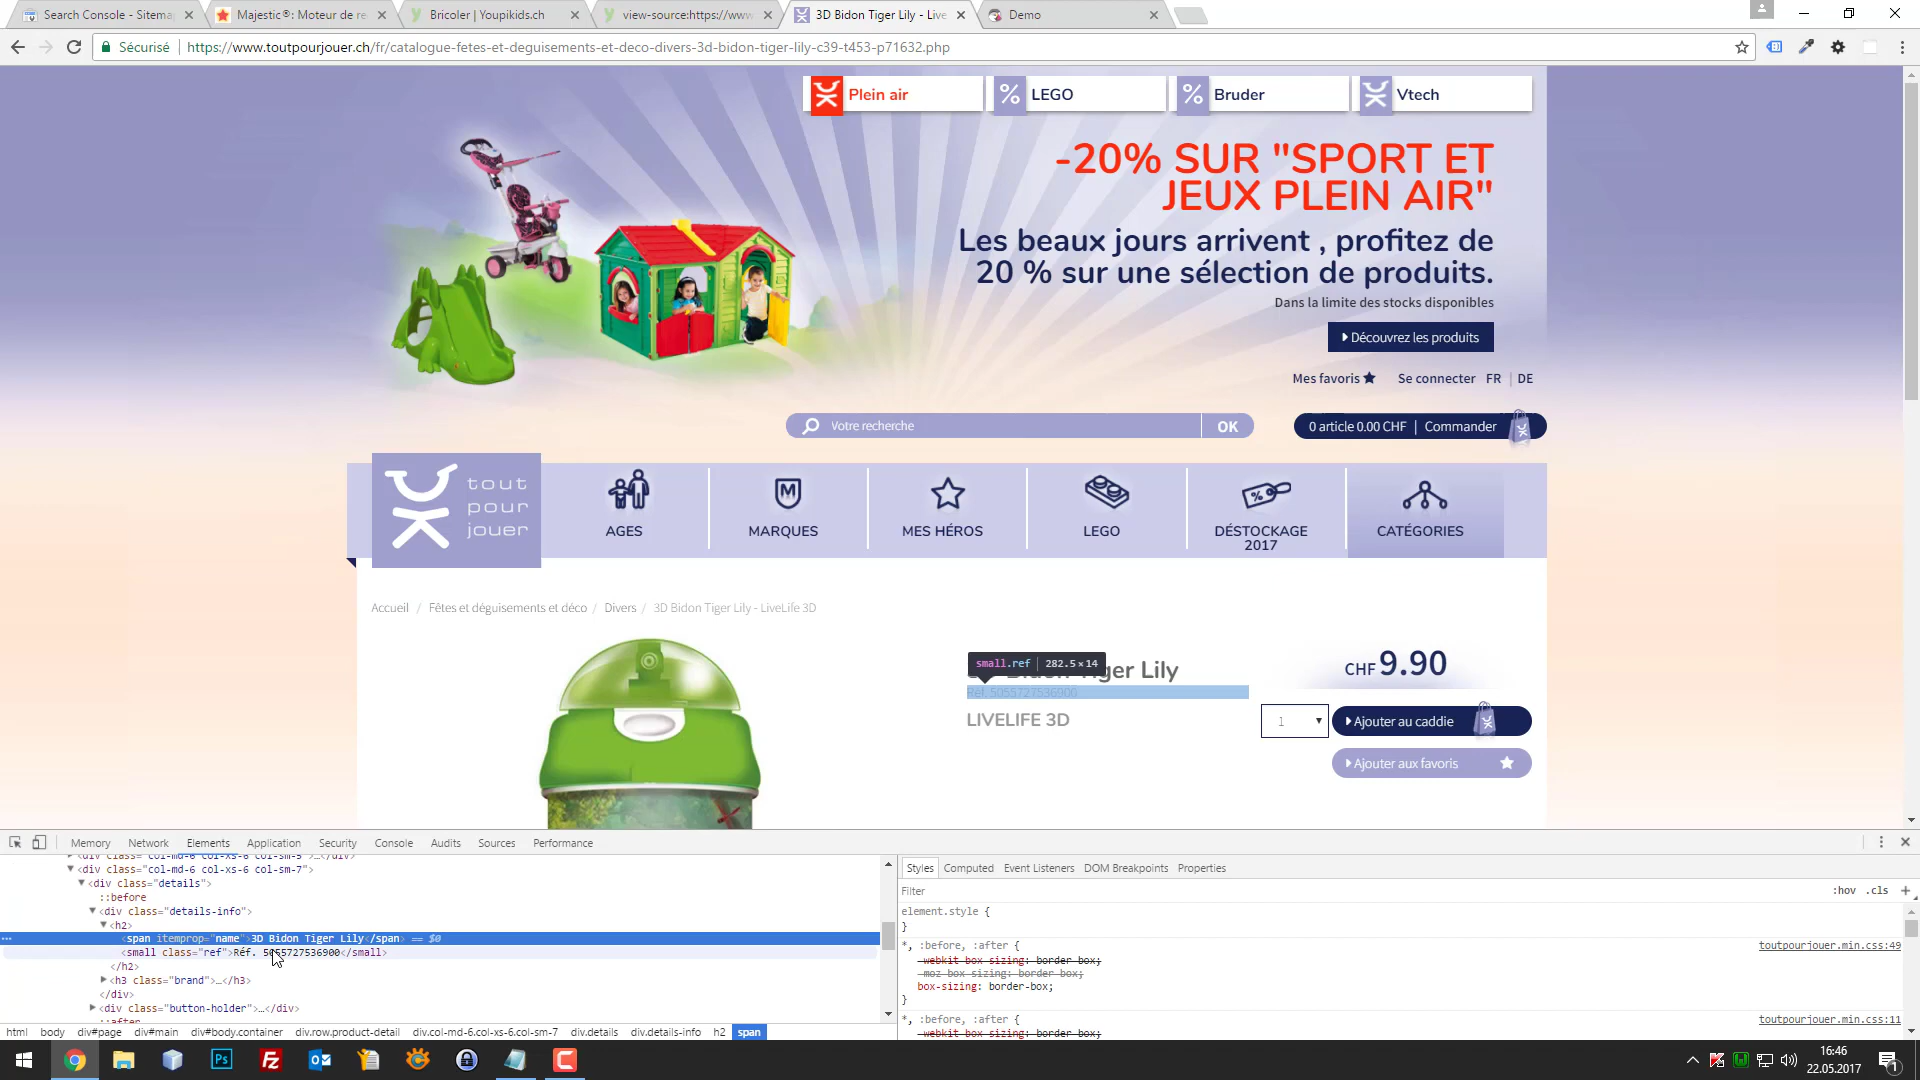 Search Console - Sitema
Majestic®: Moteur de re
Bricoler | Youpikids.ch
view-source:https://www
3D Bidon Tiger Lily - Live
Demo
Sécurisé
https://www.toutpourjouer.ch/fr/catalogue-fetes-et-deguisements-et-deco-divers-3d-bidon-tiger-lily-c39-t453-p71632.php
Plein air
% LEGO
% Bruder
Vtech
-20% SUR "SPORT ET
JEUX PLEIN AIR"
Les beaux jours arrivent , profitez de
20 % sur une sélection de produits.
Dans la limite des stocks disponibles
Découvrez les produits
Mes favoris
Se connecter
FR | DE
Votre recherche
OK
0 article 0.00 CHF | Commander
tout
pour
jouer
AGES
MARQUES
MES HÉROS
LEGO
DÉSTOCKAGE
2017
CATÉGORIES
Accueil / Fêtes et déguisements et déco / Divers / 3D Bidon Tiger Lily - LiveLife 3D
small.ref | 282.5×14
Tiger Lily
Réf. 5055727536900
LIVELIFE 3D
CHF 9.90
1
Ajouter au caddie
Ajouter aux favoris
Memory Network Elements Application Security Console Audits Sources Performance
<div class="col-md-6 col-xs-6 col-sm-5">…</div>
<div class="col-md-6 col-xs-6 col-sm-7">
<div class="details">
::before
<div class="details-info">
<h2>
<span itemprop="name">3D Bidon Tiger Lily</span> == $0
<small class="ref">Réf. 5055727536900</small>
</h2>
<h3 class="brand">…</h3>
</div>
<div class="button-holder">…</div>
::after
html body div#page div#main div#body.container div.row.product-detail div.col-md-6.col-xs-6.col-sm-7 div.details div.details-info h2 span
Styles Computed Event Listeners DOM Breakpoints Properties
Filter
:hov .cls +
element.style {
}
*, :before, :after {
toutpourjouer.min.css:49
-webkit-box-sizing: border-box;
-moz-box-sizing: border-box;
box-sizing: border-box;
}
*, :before, :after {
toutpourjouer.min.css:11
-webkit-box-sizing: border-box;
Ps
Fz
16:46
22.05.2017
1